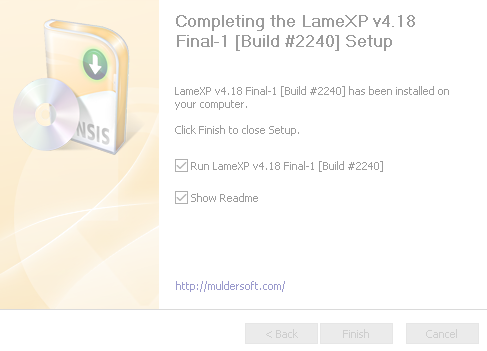 Completing the LameXP v4.18
Final-1 [Build #2240] Setup
LameXP v4.18 Final-1 [Build #2240] has been installed on
your computer.
Click Finish to close Setup.
NSIS
Run LameXP v4.18 Final-1 [Build #2240]
Show Readme
http://muldersoft.com/
< Back
Finish
Cancel